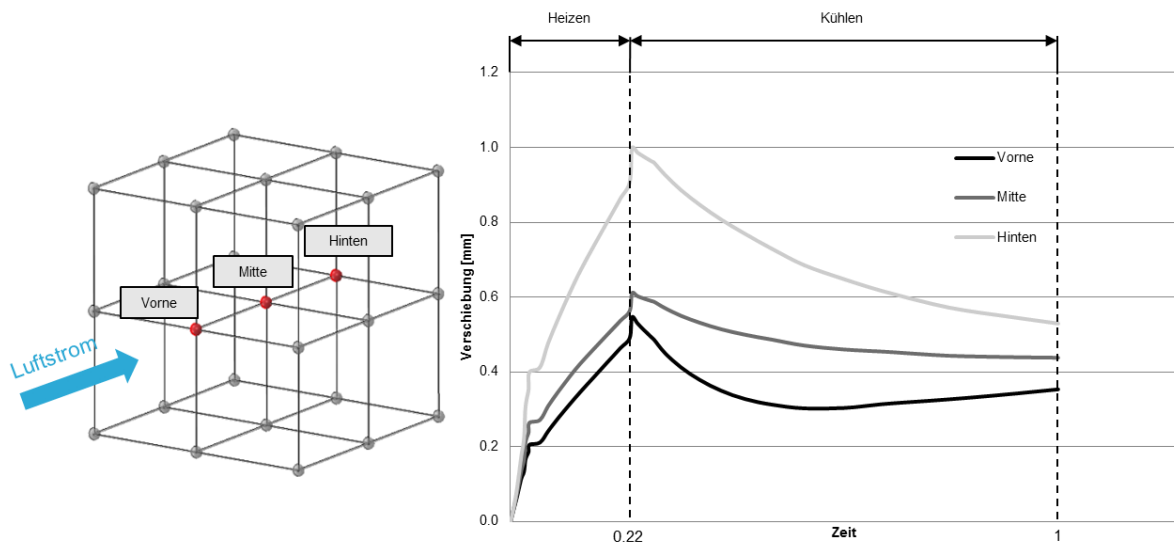 Heizen
Kühlen
Hinten
Mitte
Vorne
Luftstrom
Verschiebung [mm]
1.2
1.0
0.8
0.6
0.4
0.2
0.0
Vorne
Mitte
Hinten
0.22
Zeit
1